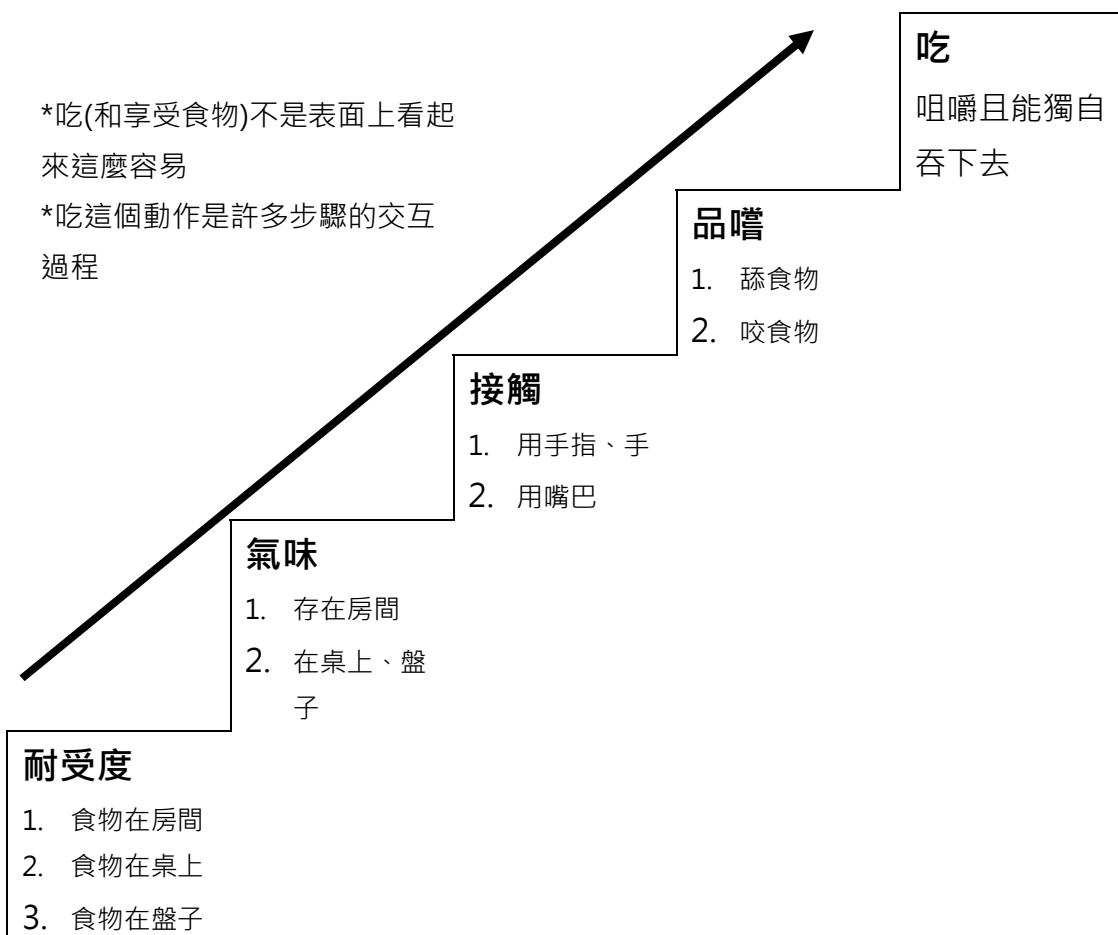 *吃(和享受食物)不是表面上看起
來這麼容易
*吃這個動作是許多步驟的交互
過程
吃
咀嚼且能獨自
吞下去
品嚐
1. 舔食物
2. 咬食物
接觸
1. 用手指、手
2. 用嘴巴
氣味
1. 存在房間
2. 在桌上、盤
子
耐受度
1. 食物在房間
2. 食物在桌上
3. 食物在盤子